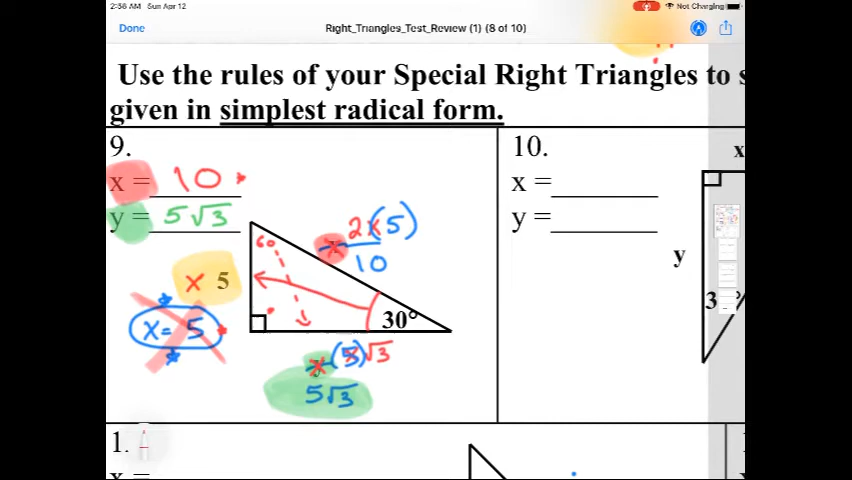 2:56 AM Sun Apr 12
Not Charging
Done
Right_Triangles_Test_Review (1) (8 of 10)
Use the rules of your Special Right Triangles to s
given in simplest radical form.
9.
x = 10
y = 5√3
60
2x(5)
10
x 5
x = 5
30°
x(5)x√3
5√3
10.
x =
y =
x
y
3
1.
x =